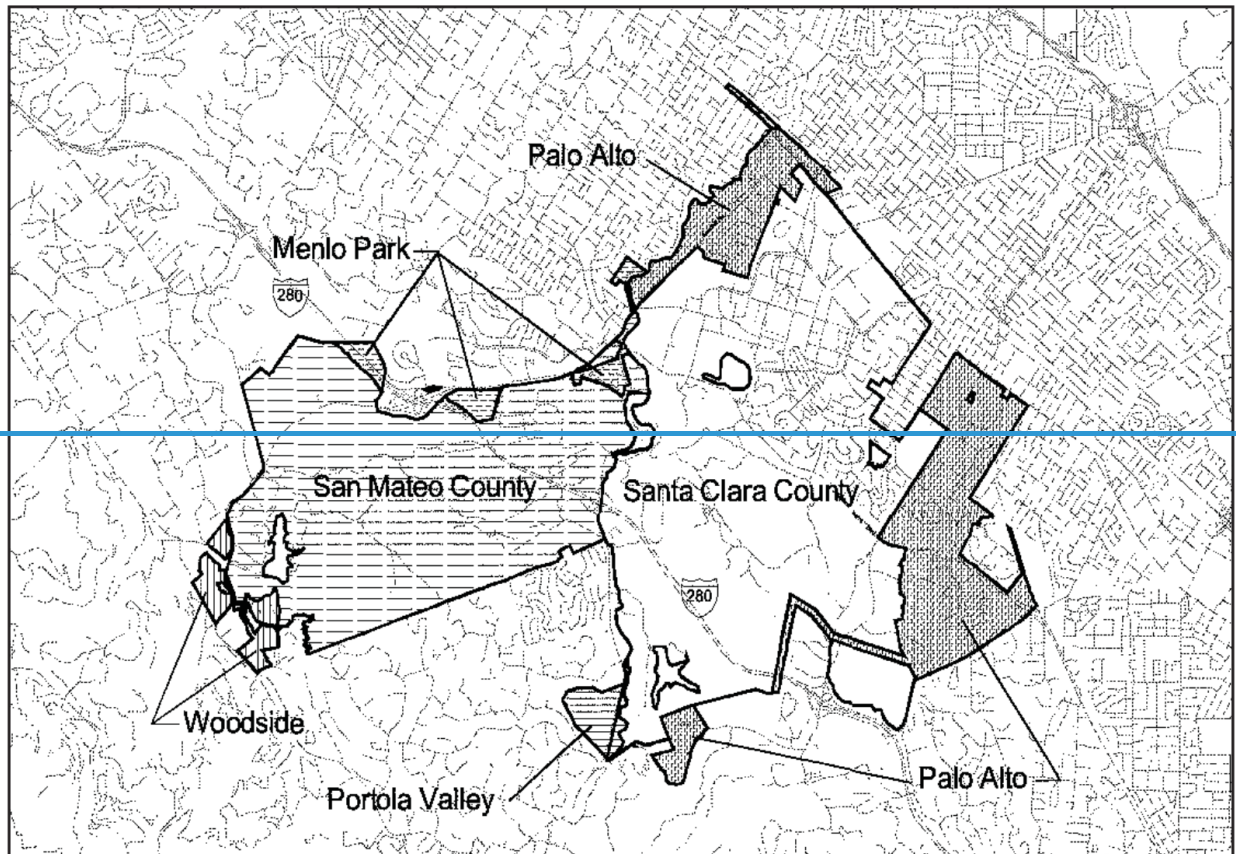 Palo Alto
Menlo Park
280
San Mateo County
Santa Clara County
280
Woodside
Palo Alto
Portola Valley